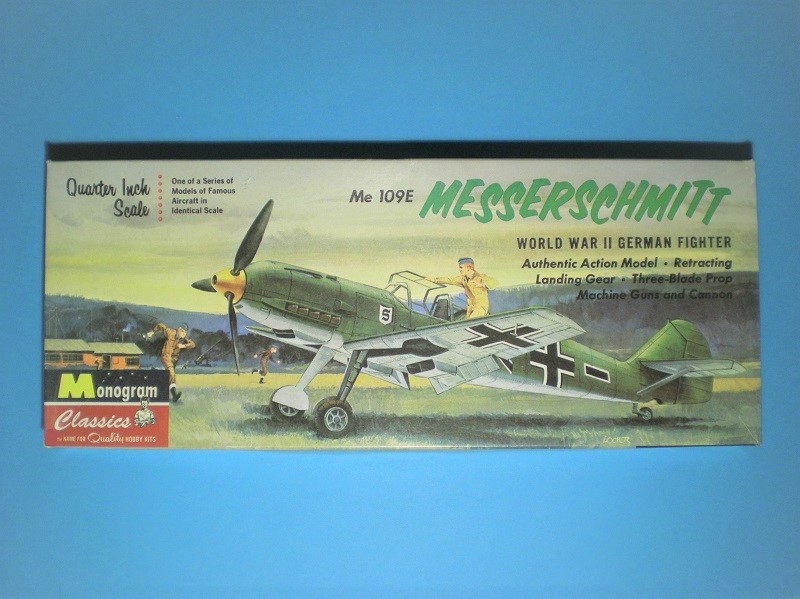 Quarter Inch
Scale
One of a Series of
Models of Famous
Aircraft in
Identical Scale
Me 109E MESSERSCHMITT
WORLD WAR II GERMAN FIGHTER
Authentic Action Model • Retracting
Landing Gear • Three-Blade Prop
Machine Guns and Cannon
S
Monogram
Classics
NAME FOR Quality HOBBY KITS